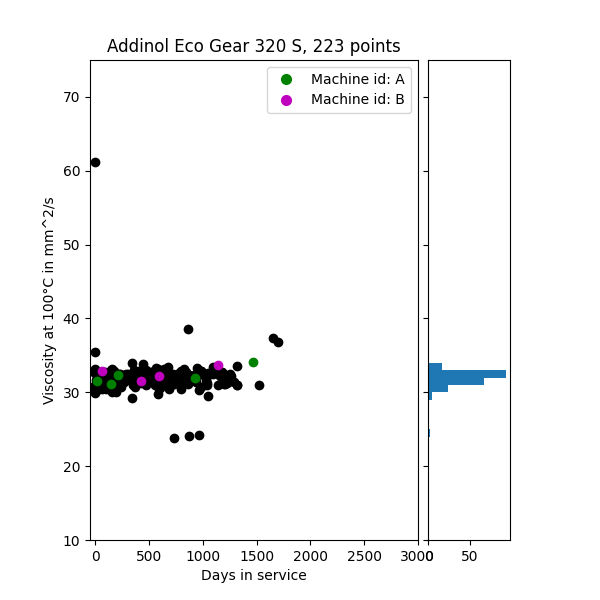 Addinol Eco Gear 320 S, 223 points
Machine id: A
Machine id: B
Viscosity at 100°C in mm^2/s
70
60
50
40
30
20
10
0 500 1000 1500 2000 2500 3000
0 50
Days in service